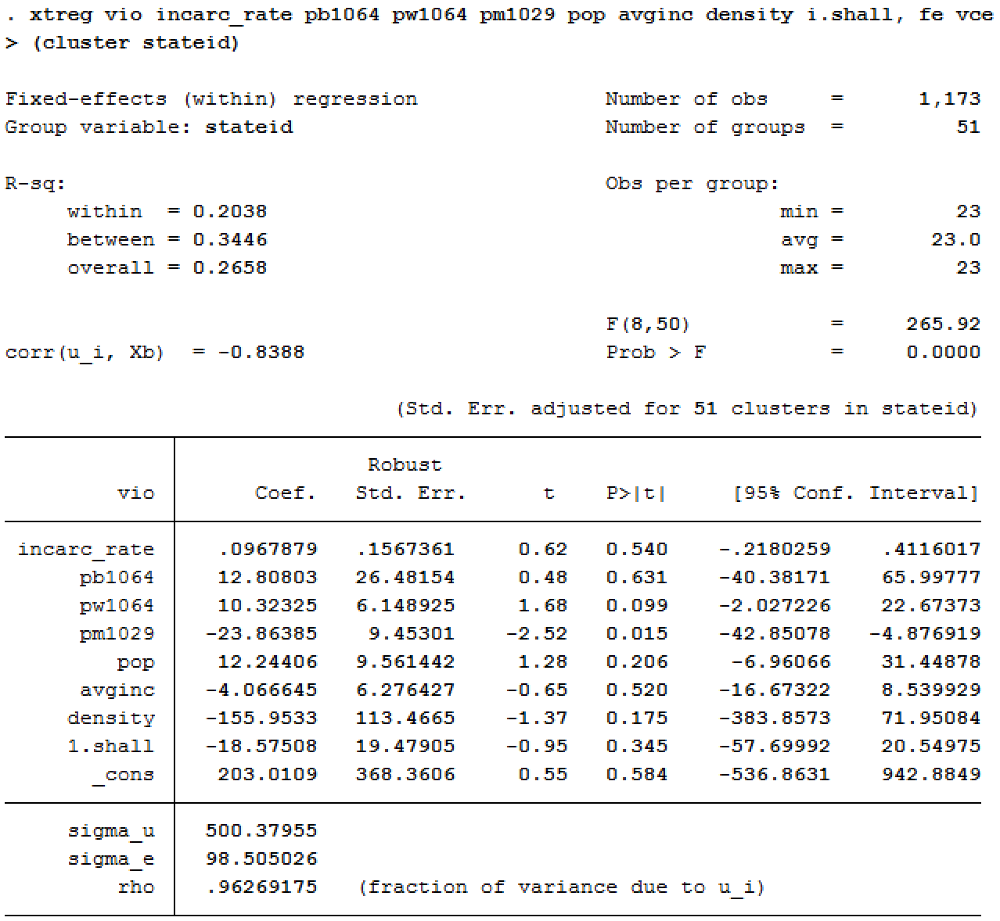 . xtreg vio incarc_rate pb1064 pw1064 pm1029 pop avginc density i.shall, fe vce
> (cluster stateid)
Fixed-effects (within) regression Number of obs = 1,173
Group variable: stateid Number of groups = 51
R-sq: Obs per group:
within = 0.2038 min = 23
between = 0.3446 avg = 23.0
overall = 0.2658 max = 23
F(8,50) = 265.92
corr(u_i, Xb) = -0.8388 Prob > F = 0.0000
(Std. Err. adjusted for 51 clusters in stateid)
Robust
vio Coef. Std. Err. t P>|t| [95% Conf. Interval]
incarc_rate .0967879 .1567361 0.62 0.540 -.2180259 .4116017
pb1064 12.80803 26.48154 0.48 0.631 -40.38171 65.99777
pw1064 10.32325 6.148925 1.68 0.099 -2.027226 22.67373
pm1029 -23.86385 9.45301 -2.52 0.015 -42.85078 -4.876919
pop 12.24406 9.561442 1.28 0.206 -6.96066 31.44878
avginc -4.066645 6.276427 -0.65 0.520 -16.67322 8.539929
density -155.9533 113.4665 -1.37 0.175 -383.8573 71.95084
1.shall -18.57508 19.47905 -0.95 0.345 -57.69992 20.54975
_cons 203.0109 368.3606 0.55 0.584 -536.8631 942.8849
sigma_u 500.37955
sigma_e 98.505026
rho .96269175 (fraction of variance due to u_i)